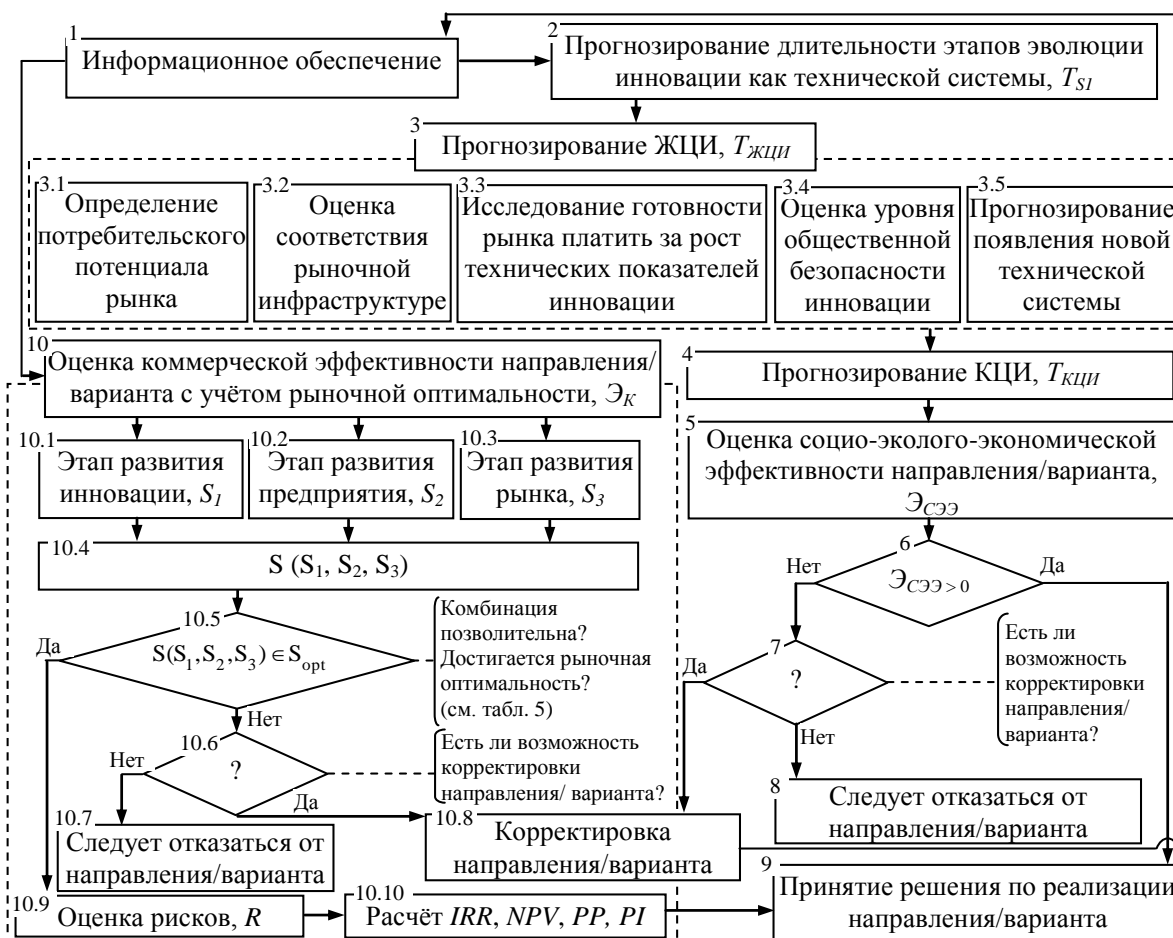 1
Информационное обеспечение
2
Прогнозирование длительности этапов эволюции
инновации как технической системы, T_S1
3
Прогнозирование ЖЦИ, T_ЖЦИ
3.1
Определение
потребительского
потенциала
рынка
3.2
Оценка
соответствия
рыночной
инфраструктуре
3.3
Исследование готовности
рынка платить за рост
технических показателей
инновации
3.4
Оценка уровня
общественной
безопасности
инновации
3.5
Прогнозирование
появления новой
технической
системы
10
Оценка коммерческой эффективности направления/
варианта с учётом рыночной оптимальности, Э_К
4
Прогнозирование КЦИ, T_КЦИ
5
Оценка социо-эколого-экономической
эффективности направления/варианта,
Э_СЭЭ
10.1
Этап развития
инновации, S_1
10.2
Этап развития
предприятия, S_2
10.3
Этап развития
рынка, S_3
10.4
S (S_1, S_2, S_3)
6
Э_СЭЭ > 0
Нет
Да
10.5
S(S_1,S_2,S_3) ∈ S_opt
Да
Нет
Комбинация
позволительна?
Достигается рыночная
оптимальность?
(см. табл. 5)
7
?
Да
Нет
Есть ли
возможность
корректировки
направления/
варианта?
10.6
?
Нет
Да
Есть ли возможность
корректировки
направления/ варианта?
8
Следует отказаться от
направления/варианта
10.7
Следует отказаться от
направления/варианта
10.8
Корректировка
направления/варианта
9
Принятие решения по реализации
направления/варианта
10.9
Оценка рисков, R
10.10
Расчёт IRR, NPV, PP, PI